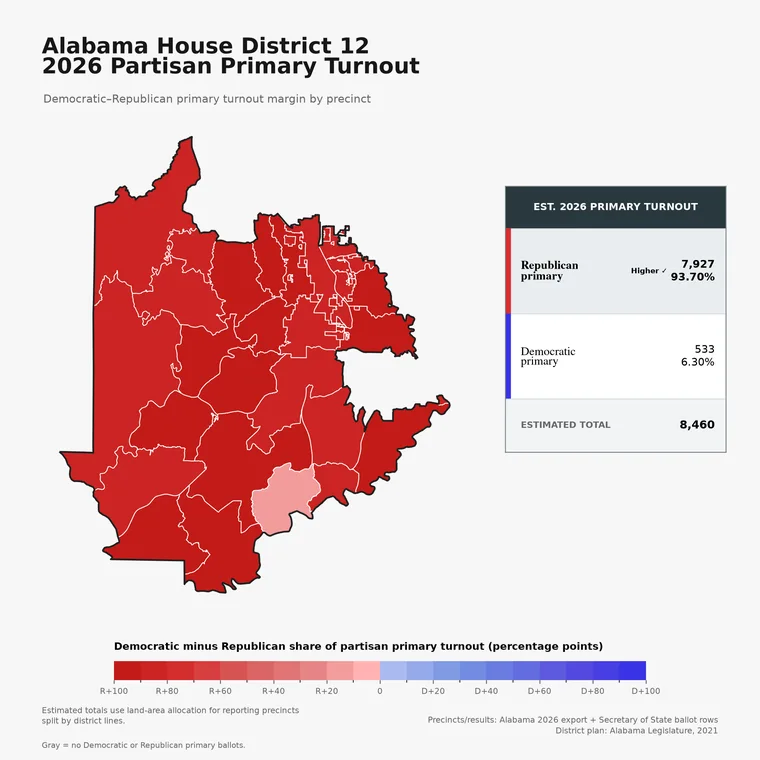 Alabama House District 12
2026 Partisan Primary Turnout
Democratic–Republican primary turnout margin by precinct
EST. 2026 PRIMARY TURNOUT
Republican
primary
Higher ✓
7,927
93.70%
Democratic
primary
533
6.30%
ESTIMATED TOTAL
8,460
Democratic minus Republican share of partisan primary turnout (percentage points)
R+100 R+80 R+60 R+40 R+20 0 D+20 D+40 D+60 D+80 D+100
Estimated totals use land-area allocation for reporting precincts
split by district lines.
Gray = no Democratic or Republican primary ballots.
Precincts/results: Alabama 2026 export + Secretary of State ballot rows
District plan: Alabama Legislature, 2021